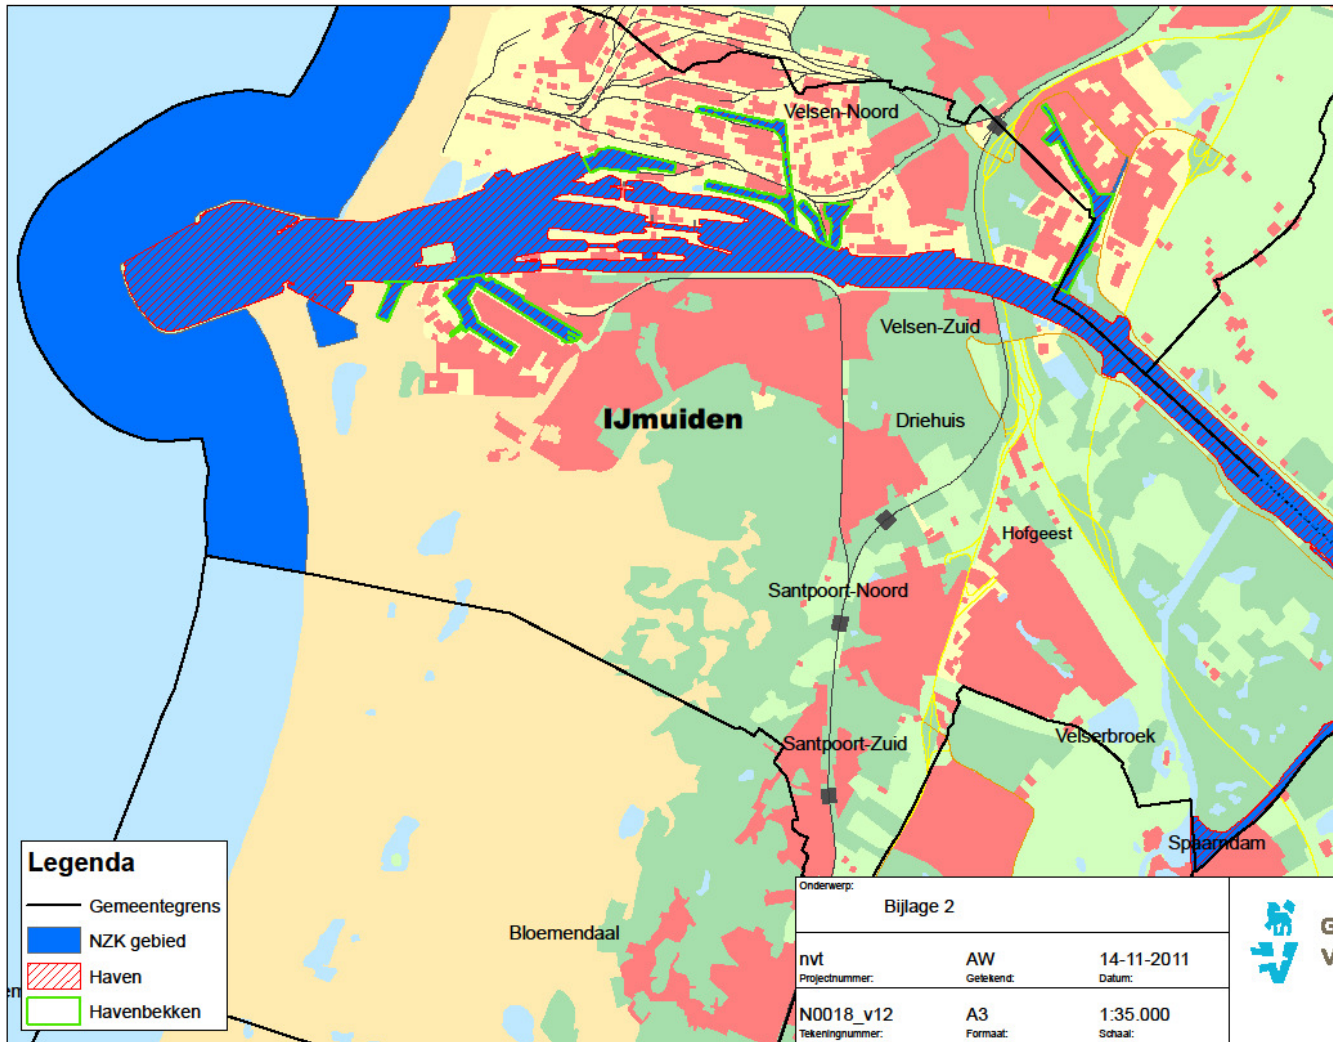 Velsen-Noord
Velsen-Zuid
IJmuiden
Driehuis
Hofgeest
Santpoort-Noord
Santpoort-Zuid
Velserbroek
Spaarndam
Bloemendaal
Legenda
Gemeentegrens
NZK gebied
Haven
Havenbekken
Onderwerp:
Bijlage 2
nvt AW 14-11-2011
Projectnummer: Getekend: Datum:
N0018_v12 A3 1:35.000
Tekeningnummer: Formaat: Schaal:
G
V